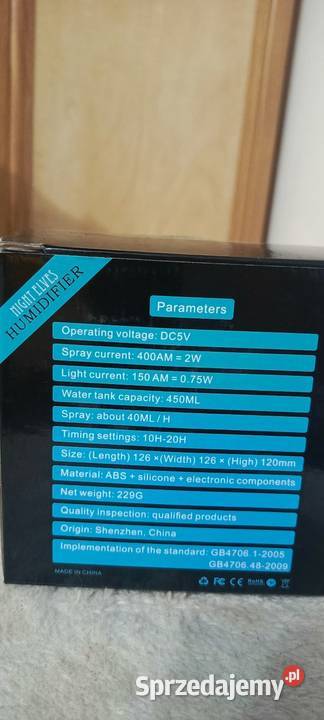 NIGHT ELVES
HUMIDIFIER
Parameters
Operating voltage: DC5V
Spray current: 400AM = 2W
Light current: 150 AM = 0.75W
Water tank capacity: 450ML
Spray: about 40ML / H
Timing settings: 10H-20H
Size: (Length) 126 ×(Width) 126 × (High) 120mm
Material: ABS + silicone + electronic components
Net weight: 229G
Quality inspection: qualified products
Origin: Shenzhen, China
Implementation of the standard: GB4706.1-2005
GB4706.48-2009
MADE IN CHINA
FC CE RoHS
Sprzedajemy.pl